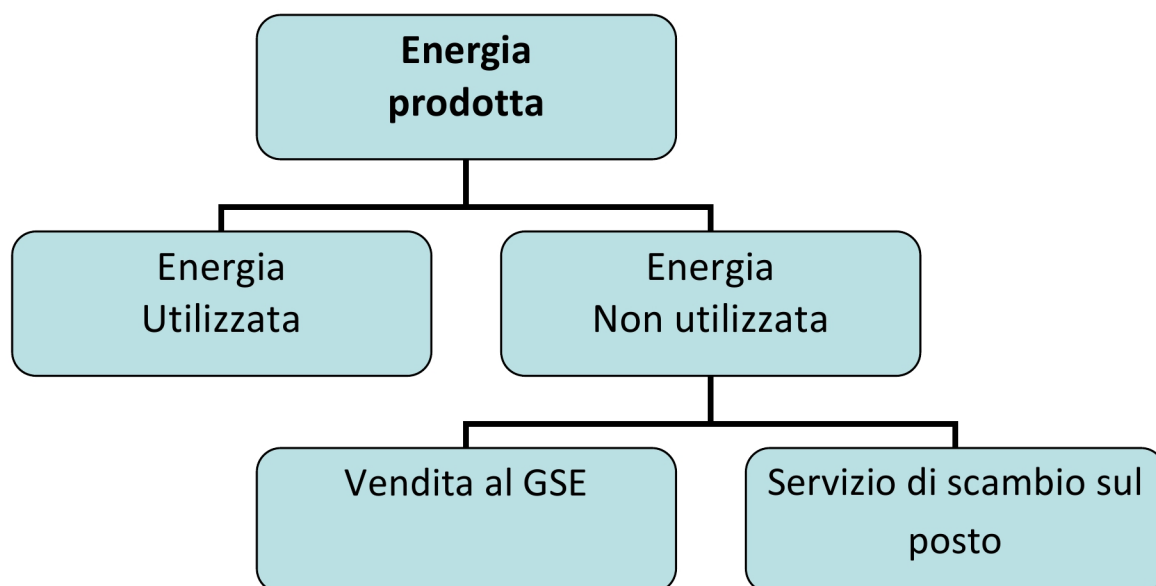 Energia
prodotta
Energia
Utilizzata
Energia
Non utilizzata
Vendita al GSE
Servizio di scambio sul
posto